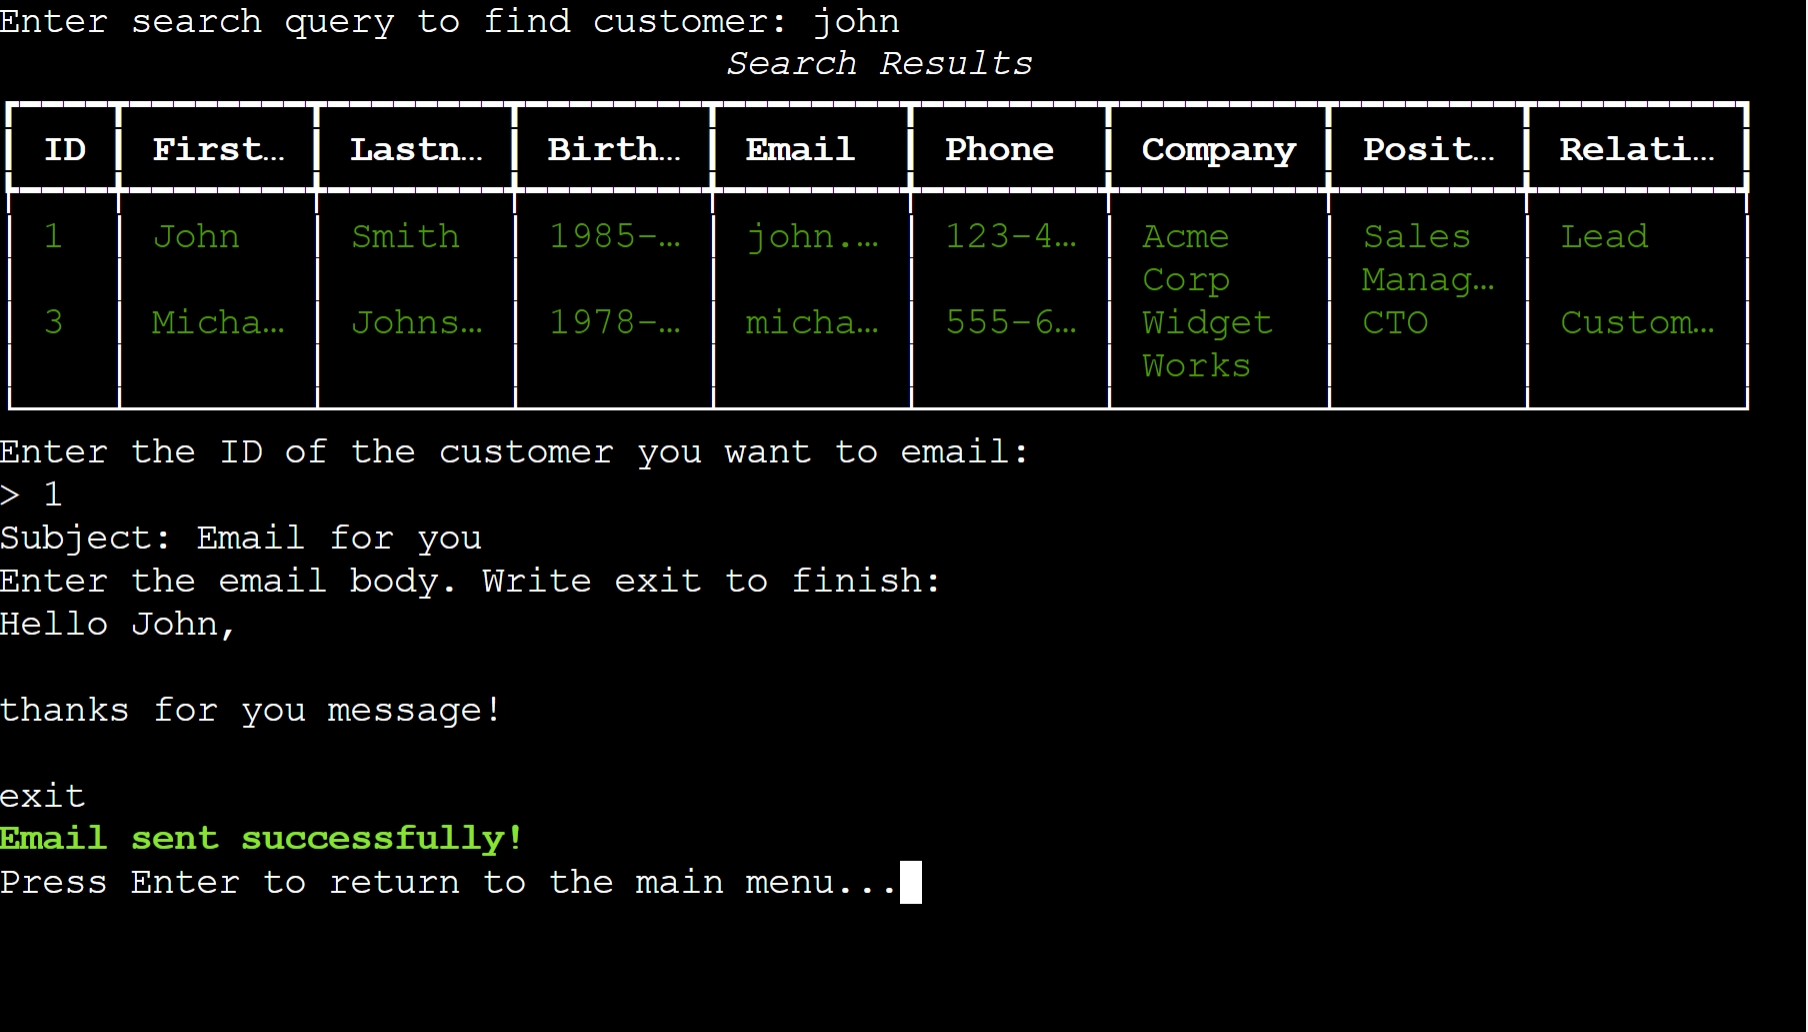 Enter search query to find customer: john
Search Results
ID First… Lastn… Birth… Email Phone Company Posit… Relati…
1 John Smith 1985-… john.… 123-4… Acme Sales Lead
Corp Manag…
3 Micha… Johns… 1978-… micha… 555-6… Widget CTO Custom…
Works
Enter the ID of the customer you want to email:
> 1
Subject: Email for you
Enter the email body. Write exit to finish:
Hello John,
thanks for you message!
exit
Email sent successfully!
Press Enter to return to the main menu...